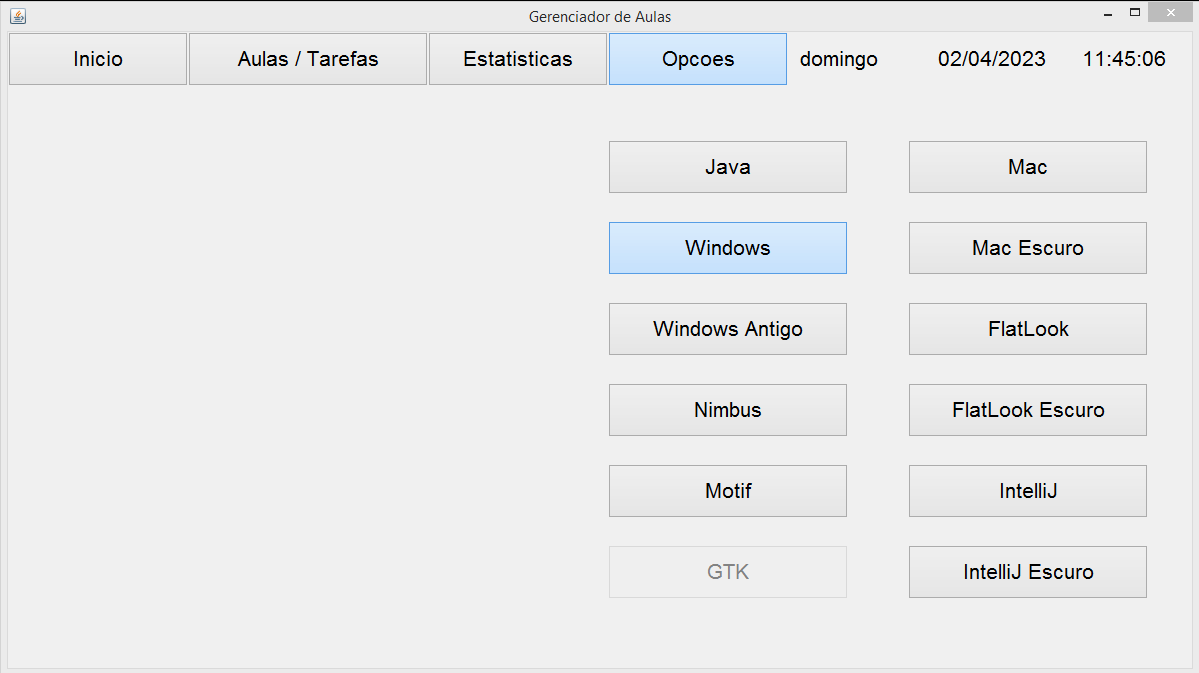 Gerenciador de Aulas
Inicio Aulas / Tarefas Estatisticas Opcoes domingo 02/04/2023 11:45:06
Java Mac
Windows Mac Escuro
Windows Antigo FlatLook
Nimbus FlatLook Escuro
Motif IntelliJ
GTK IntelliJ Escuro